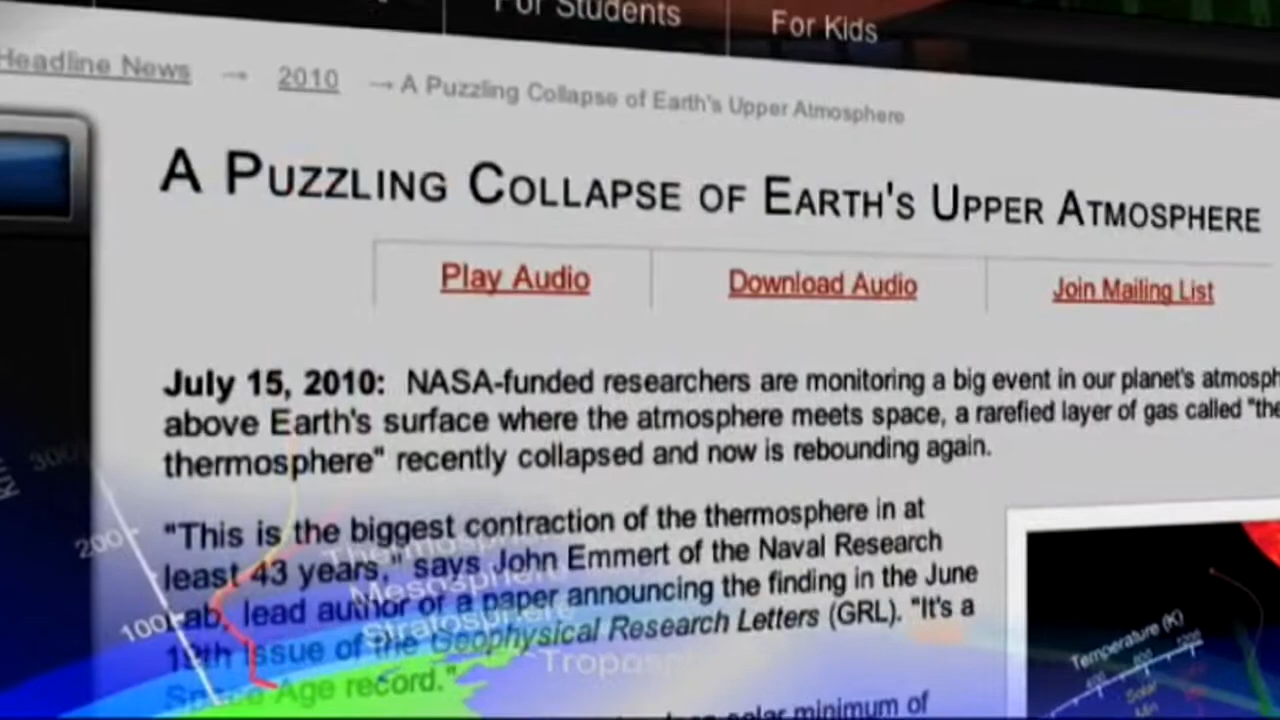 For Students
For Kids
Headline News → 2010 → A Puzzling Collapse of Earth's Upper Atmosphere
A Puzzling Collapse of Earth's Upper Atmosphere
Play Audio
Download Audio
Join Mailing List
July 15, 2010: NASA-funded researchers are monitoring a big event in our planet's
above Earth's surface where the atmosphere meets space, a rarefied layer of gas called "the
thermosphere" recently collapsed and now is rebounding again.
"This is the biggest contraction of the thermosphere in at
least 43 years," says John Emmert of the Naval Research
Lab, lead author of a paper announcing the finding in the June
19th issue of the Geophysical Research Letters (GRL). "It's a
Space Age record."
solar minimum of
300
200
100
km
Mesosphere
Stratosphere
Temperature (K)
Solar
Min